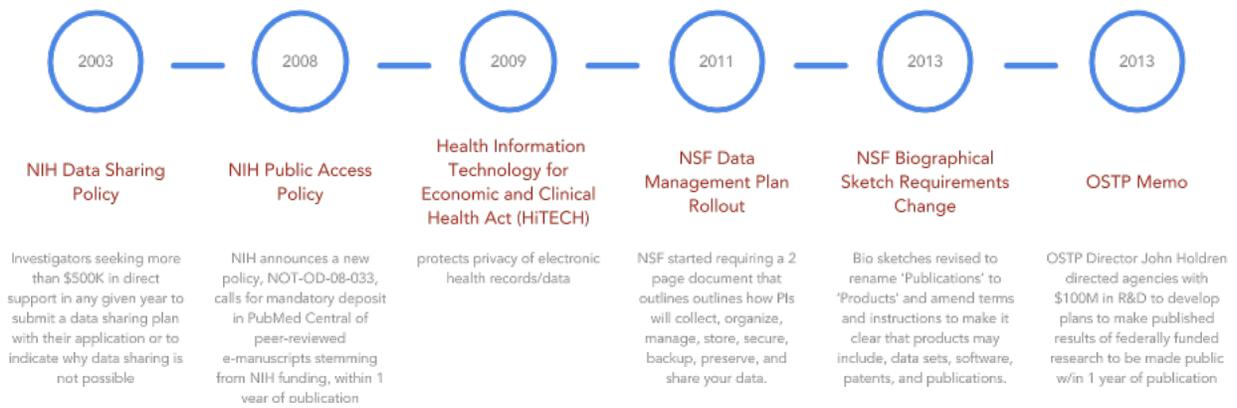 2003
2008
2009
2011
2013
2013
NIH Data Sharing
Policy
NIH Public Access
Policy
Health Information
Technology for
Economic and Clinical
Health Act (HiTECH)
NSF Data
Management Plan
Rollout
NSF Biographical
Sketch Requirements
Change
OSTP Memo
Investigators seeking more
than $500K in direct
support in any given year to
submit a data sharing plan
with their application or to
indicate why data sharing is
not possible
NIH announces a new
policy, NOT-OD-08-033,
calls for mandatory deposit
in PubMed Central of
peer-reviewed
e-manuscripts stemming
from NIH funding, within 1
year of publication
protects privacy of electronic
health records/data
NSF started requiring a 2
page document that
outlines outlines how PIs
will collect, organize,
manage, store, secure,
backup, preserve, and
share your data.
Bio sketches revised to
rename 'Publications' to
'Products' and amend terms
and instructions to make it
clear that products may
include, data sets, software,
patents, and publications.
OSTP Director John Holdren
directed agencies with
$100M in R&D to develop
plans to make published
results of federally funded
research to be made public
w/in 1 year of publication